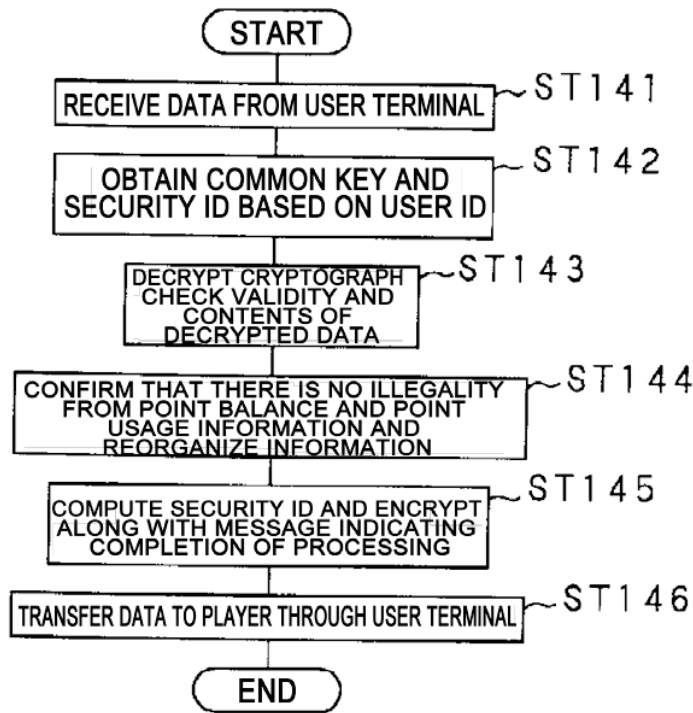 START
RECEIVE DATA FROM USER TERMINAL
ST141
OBTAIN COMMON KEY AND
SECURITY ID BASED ON USER ID
ST142
DECRYPT CRYPTOGRAPH
CHECK VALIDITY AND
CONTENTS OF
DECRYPTED DATA
ST143
CONFIRM THAT THERE IS NO ILLEGALITY
FROM POINT BALANCE AND POINT
USAGE INFORMATION AND
REORGANIZE INFORMATION
ST144
COMPUTE SECURITY ID AND ENCRYPT
ALONG WITH MESSAGE INDICATING
COMPLETION OF PROCESSING
ST145
TRANSFER DATA TO PLAYER THROUGH USER TERMINAL
ST146
END